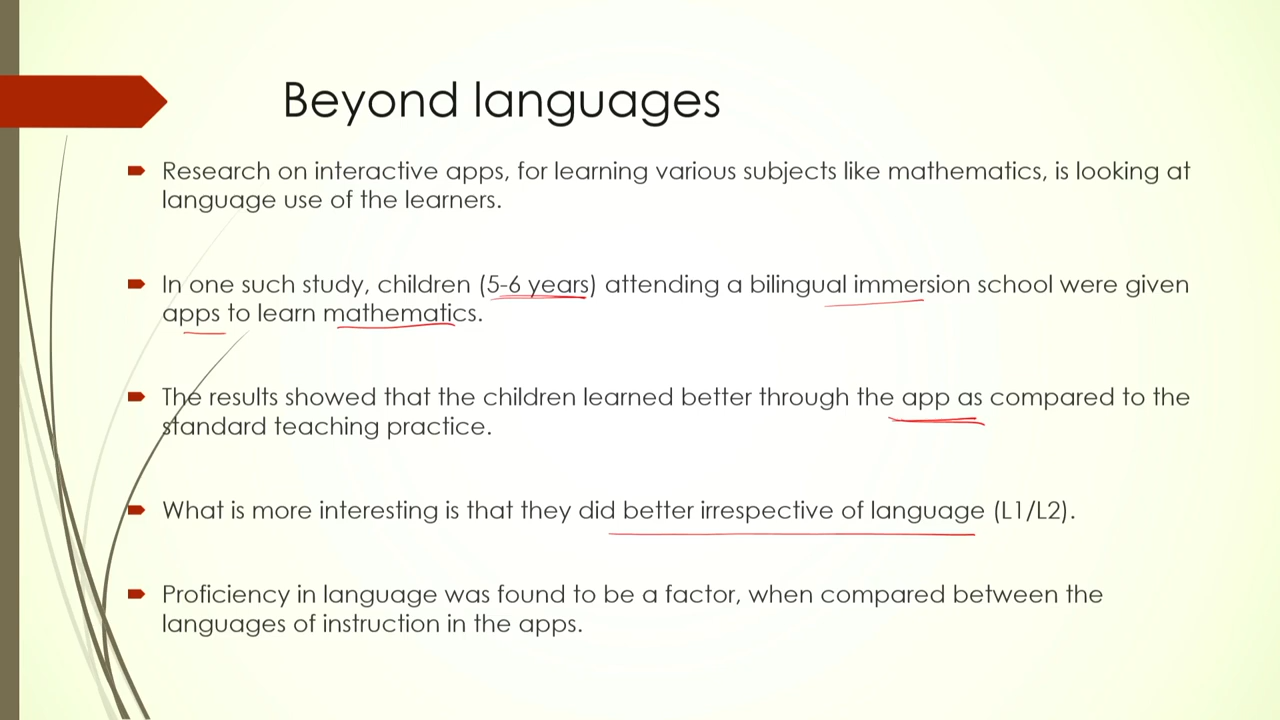 Beyond languages
Research on interactive apps, for learning various subjects like mathematics, is looking at
language use of the learners.
In one such study, children (5-6 years) attending a bilingual immersion school were given
apps to learn mathematics.
The results showed that the children learned better through the app as compared to the
standard teaching practice.
What is more interesting is that they did better irrespective of language (L1/L2).
Proficiency in language was found to be a factor, when compared between the
languages of instruction in the apps.